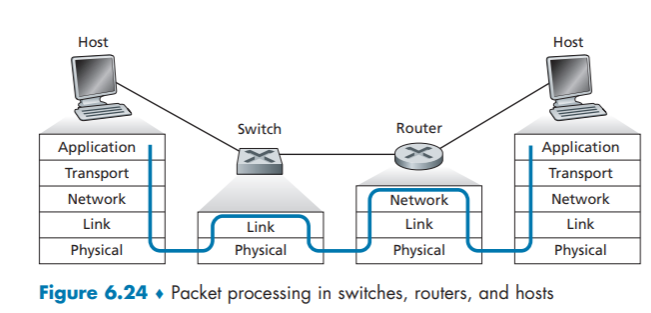 Host
Host
Switch
Router
Application
Transport
Network
Link
Physical
Link
Physical
Network
Link
Physical
Application
Transport
Network
Link
Physical
Figure 6.24 ♦ Packet processing in switches, routers, and hosts